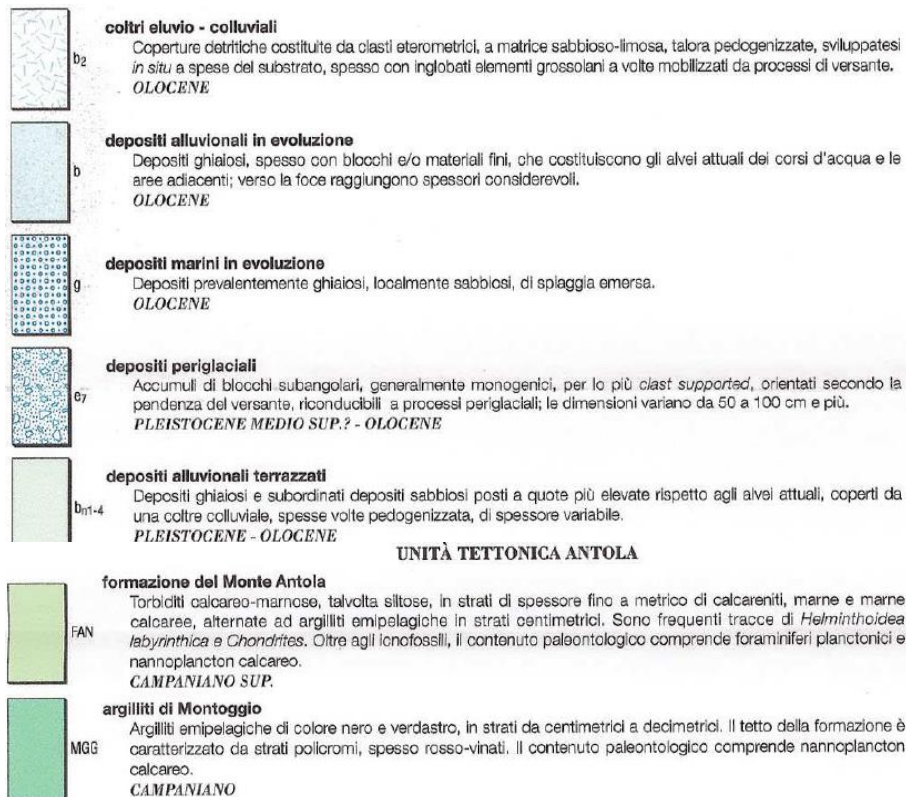 coltri eluvio - colluviali
Coperture detritiche costituite da clasti eterometrici, a matrice sabbioso-limosa, talora pedogenizzate, sviluppatesi
in situ a spese del substrato, spesso con inglobati elementi grossolani a volte mobilizzati da processi di versante.
OLOCENE
b2
depositi alluvionali in evoluzione
Depositi ghiaiosi, spesso con blocchi e/o materiali fini, che costituiscono gli alvei attuali dei corsi d'acqua e le
aree adiacenti; verso la foce raggiungono spessori considerevoli.
OLOCENE
b
depositi marini in evoluzione
Depositi prevalentemente ghiaiosi, localmente sabbiosi, di spiaggia emersa.
OLOCENE
g
depositi periglaciali
Accumuli di blocchi subangolari, generalmente monogenici, per lo più clast supported, orientati secondo la
pendenza del versante, riconducibili a processi periglaciali; le dimensioni variano da 50 a 100 cm e più.
PLEISTOCENE MEDIO SUP.? - OLOCENE
e7
depositi alluvionali terrazzati
Depositi ghiaiosi e subordinati depositi sabbiosi posti a quote più elevate rispetto agli alvei attuali, coperti da
una coltre colluviale, spesse volte pedogenizzata, di spessore variabile.
PLEISTOCENE - OLOCENE
bn1-4
UNITÀ TETTONICA ANTOLA
formazione del Monte Antola
Torbiditi calcareo-marnose, talvolta siltose, in strati di spessore fino a metrico di calcareniti, marne e marne
calcaree, alternate ad argilliti emipelagiche in strati centimetrici. Sono frequenti tracce di Helminthoidea
labyrinthica e Chondrites. Oltre agli icnofossili, il contenuto paleontologico comprende foraminiferi planctonici e
nannoplancton calcareo.
CAMPANIANO SUP.
FAN
argilliti di Montoggio
Argilliti emipelagiche di colore nero e verdastro, in strati da centimetrici a decimetrici. Il tetto della formazione è
caratterizzato da strati policromi, spesso rosso-vinati. Il contenuto paleontologico comprende nannoplancton
calcareo.
CAMPANIANO
MGG